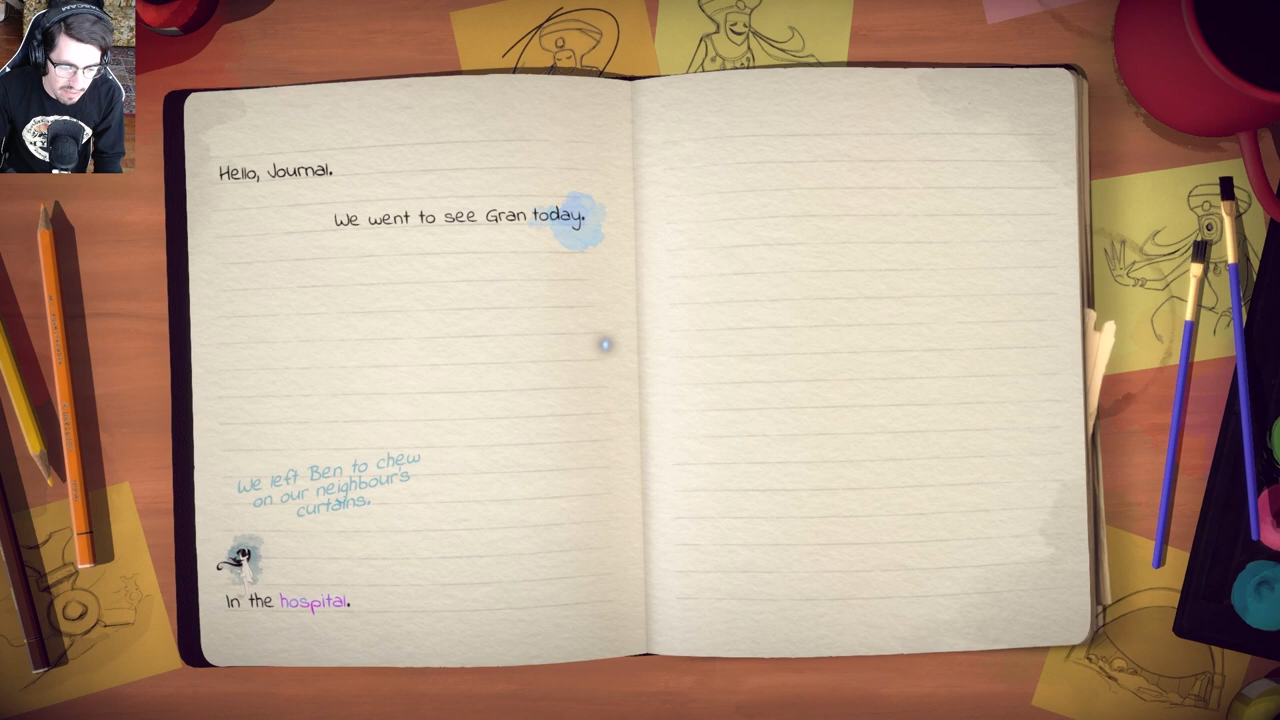 Hello, Journal.
We went to see Gran today.
We left Ben to chew
on our neighbour's
curtains.
In the hospital.